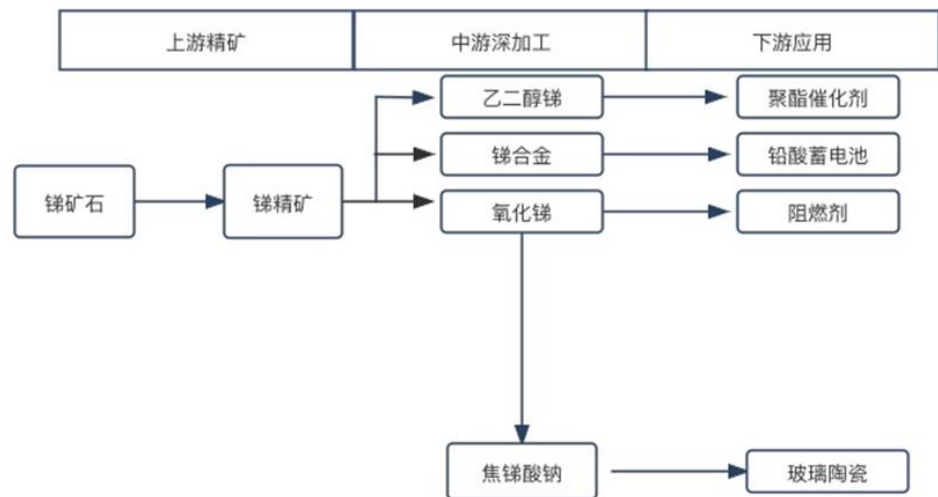 上游精矿
中游深加工
下游应用
乙二醇锑
聚酯催化剂
锑合金
铅酸蓄电池
锑矿石
锑精矿
氧化锑
阻燃剂
焦锑酸钠
玻璃陶瓷